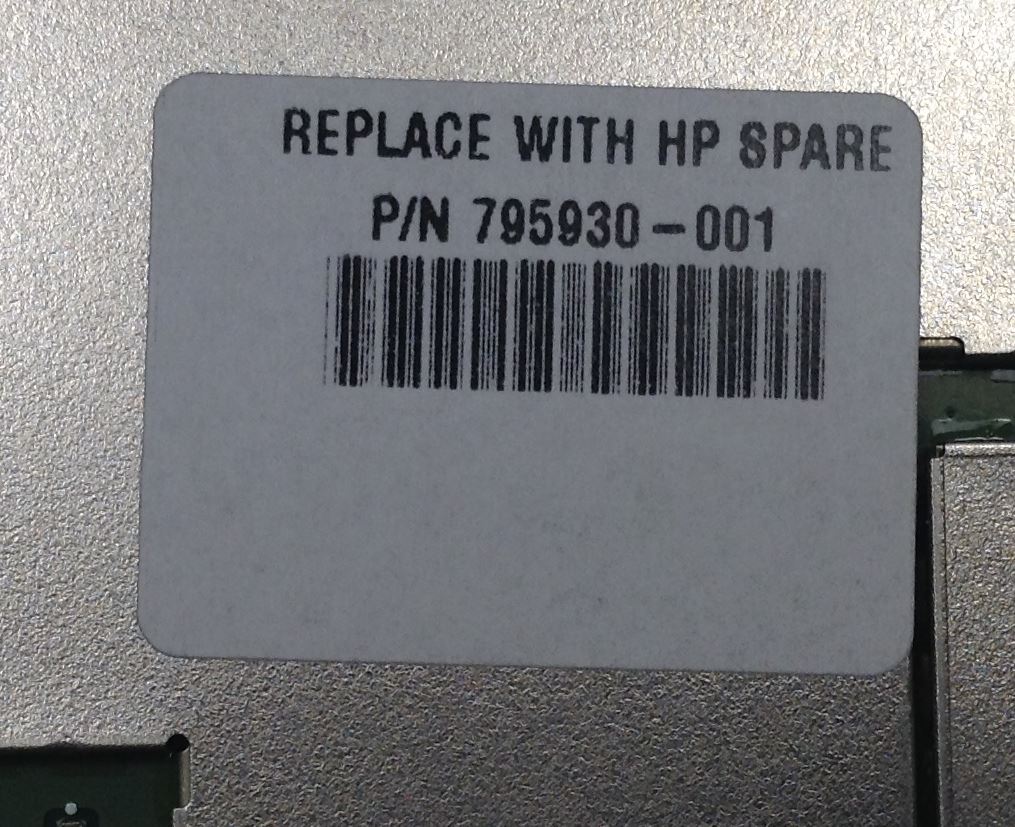 REPLACE WITH HP SPARE
P/N 795930-001